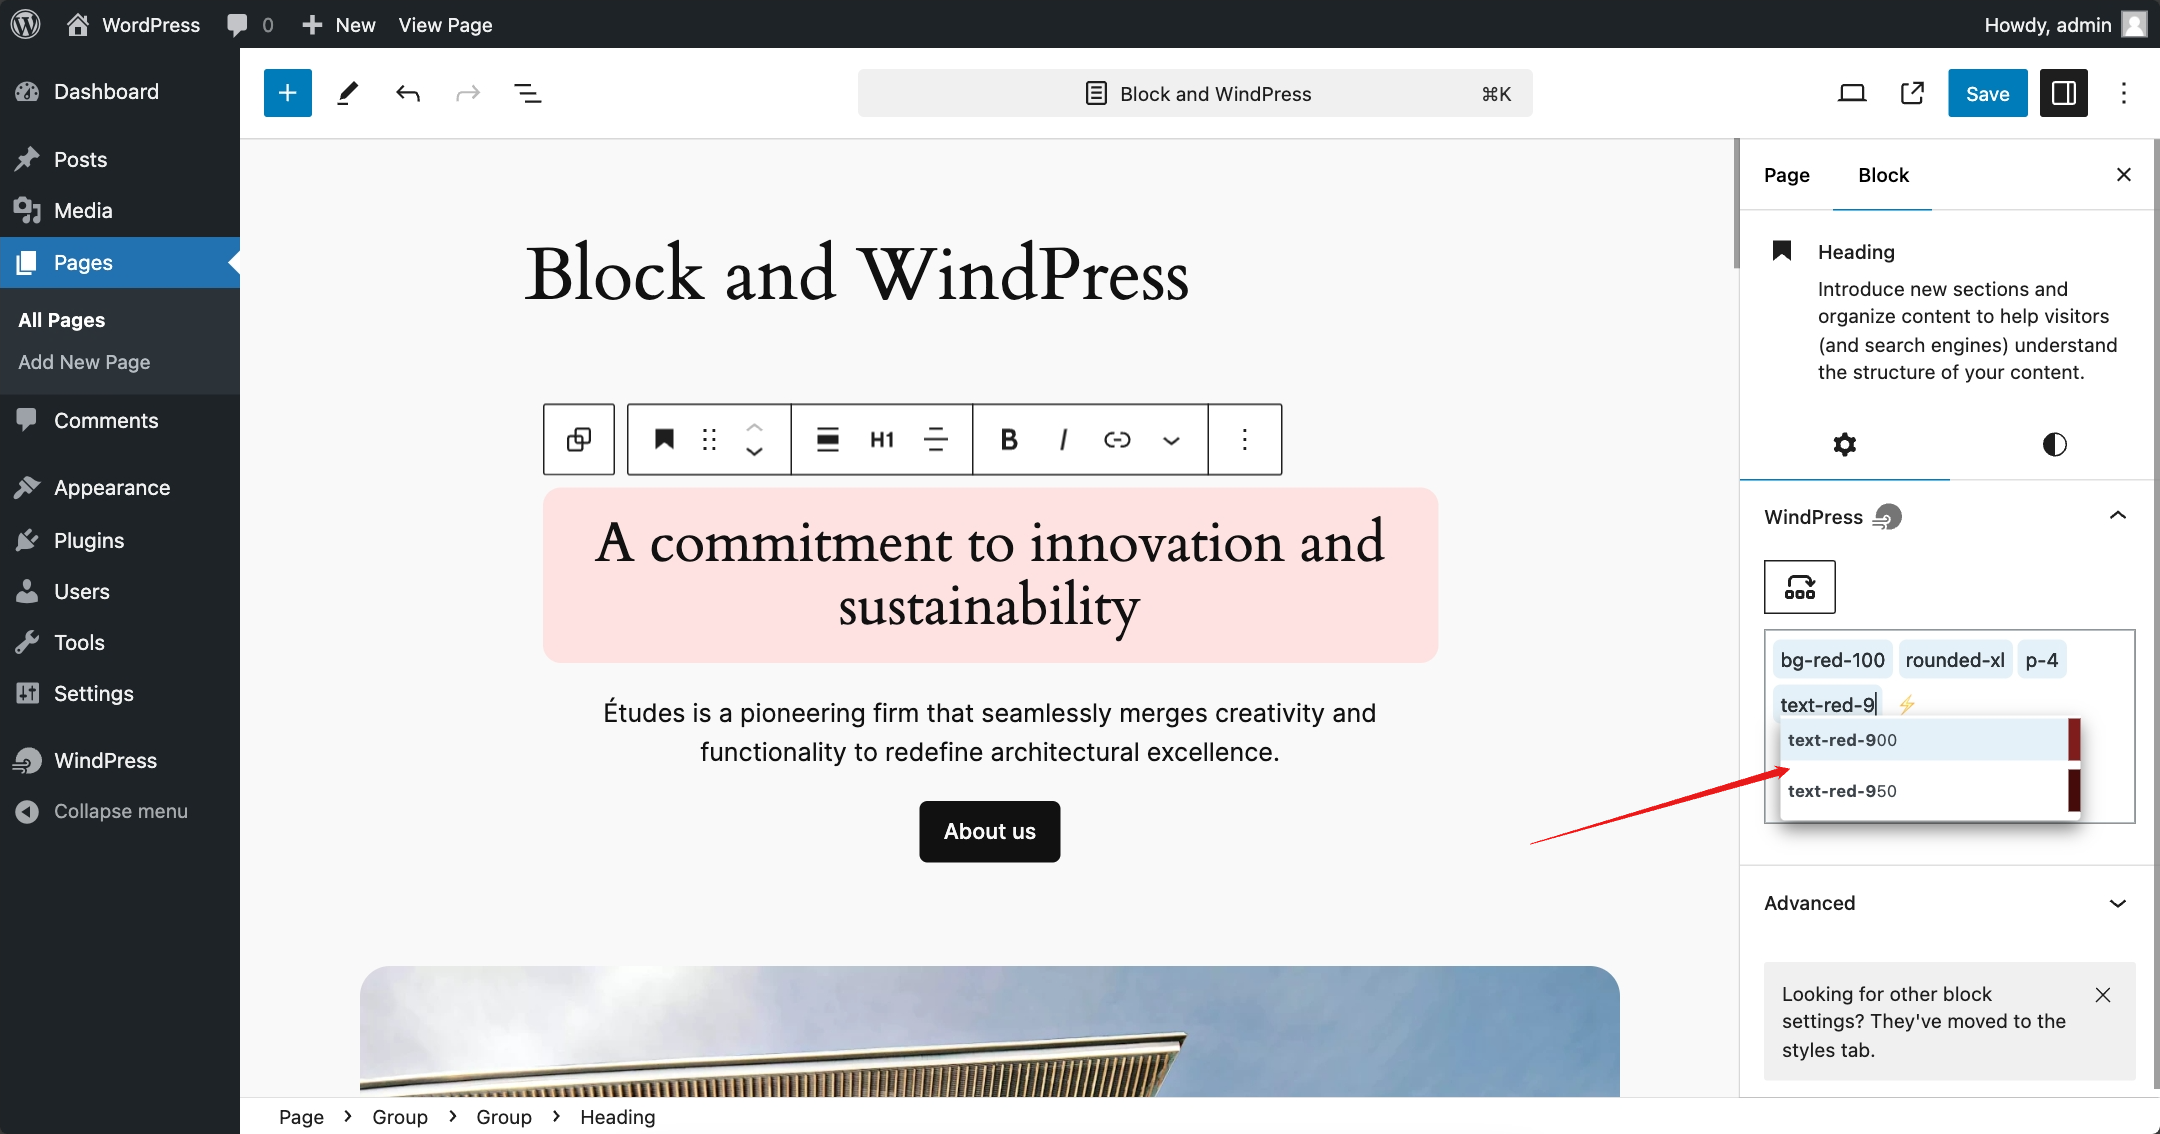 WordPress
0
New
View Page
Howdy, admin
Dashboard
Posts
Media
Pages
All Pages
Add New Page
Comments
Appearance
Plugins
Users
Tools
Settings
WindPress
Collapse menu
Block and WindPress
⌘K
Save
Block and WindPress
H1
B
I
A commitment to innovation and
sustainability
Études is a pioneering firm that seamlessly merges creativity and
functionality to redefine architectural excellence.
About us
Page
Block
Heading
Introduce new sections and
organize content to help visitors
(and search engines) understand
the structure of your content.
WindPress
bg-red-100 rounded-xl p-4
text-red-9
text-red-900
text-red-950
Advanced
Looking for other block
settings? They've moved to the
styles tab.
Page > Group > Group > Heading